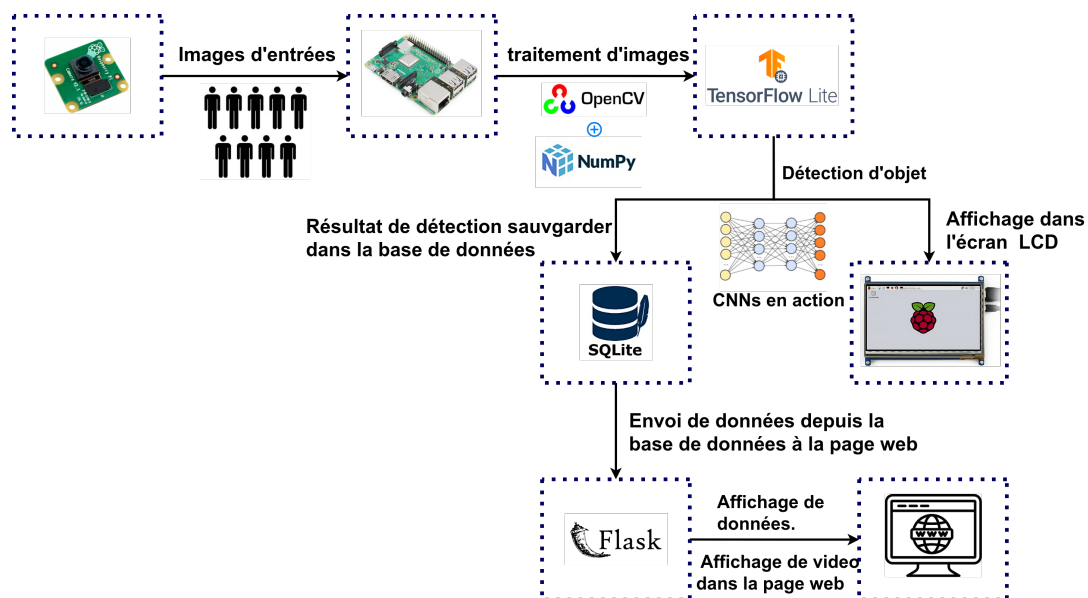 Images d'entrées
traitement d'images
OpenCV
NumPy
TensorFlow Lite
Détection d'objet
Résultat de détection sauvgarder
dans la base de données
Affichage dans
l'écran LCD
CNNs en action
SQLite
Envoi de données depuis la
base de données à la page web
Flask
Affichage de
données.
Affichage de video
dans la page web
WWW